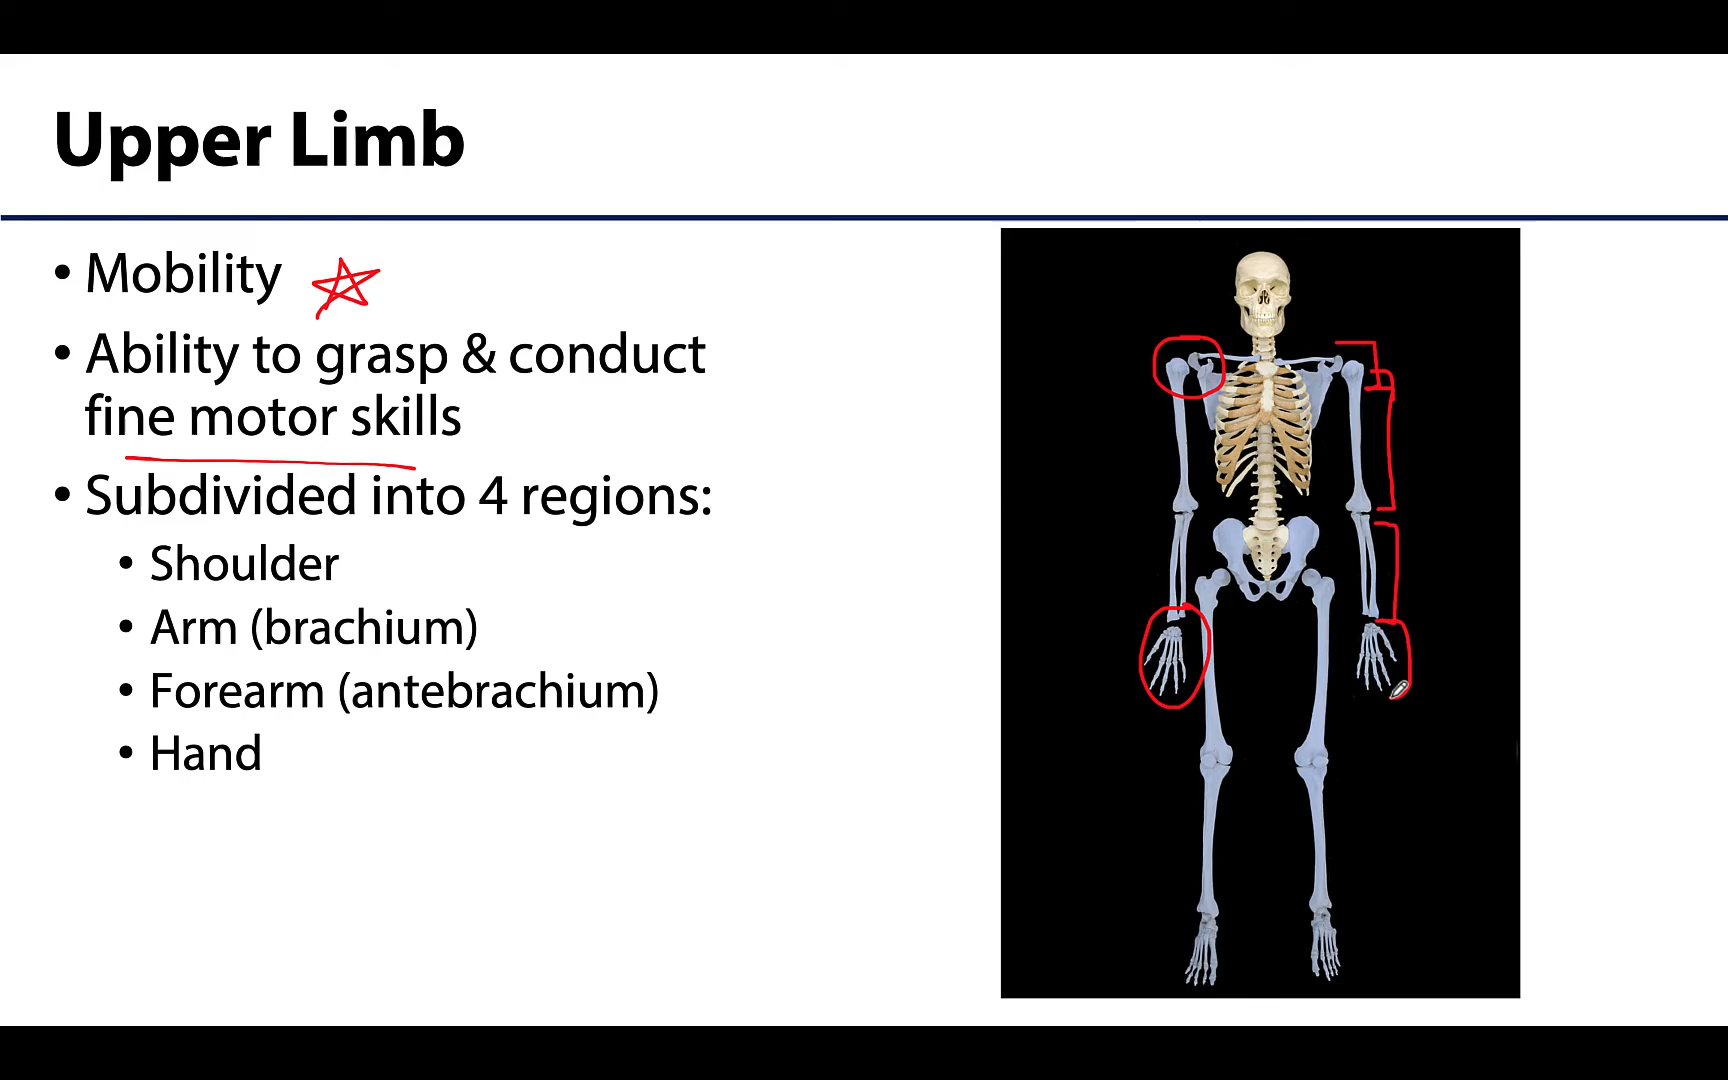 Upper Limb
• Mobility
• Ability to grasp & conduct
fine motor skills
• Subdivided into 4 regions:
• Shoulder
• Arm (brachium)
• Forearm (antebrachium)
• Hand